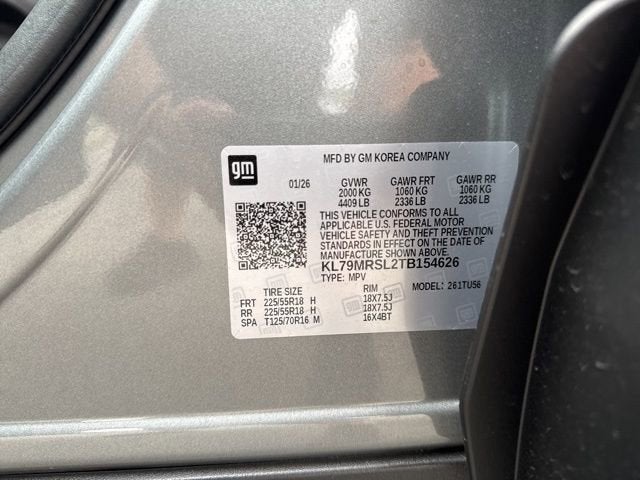 gm
MFD BY GM KOREA COMPANY
01/26 GVWR GAWR FRT GAWR RR
2000 KG 1060 KG 1060 KG
4409 LB 2336 LB 2336 LB
THIS VEHICLE CONFORMS TO ALL
APPLICABLE U.S. FEDERAL MOTOR
VEHICLE SAFETY AND THEFT PREVENTION
STANDARDS IN EFFECT ON THE DATE OF
MANUFACTURE SHOWN ABOVE.
KL79MRSL2TB154626
TYPE: MPV MODEL: 261TU56
TIRE SIZE RIM
FRT 225/55R18 H 18X7.5J
RR 225/55R18 H 18X7.5J
SPA T125/70R16 M 16X4BT